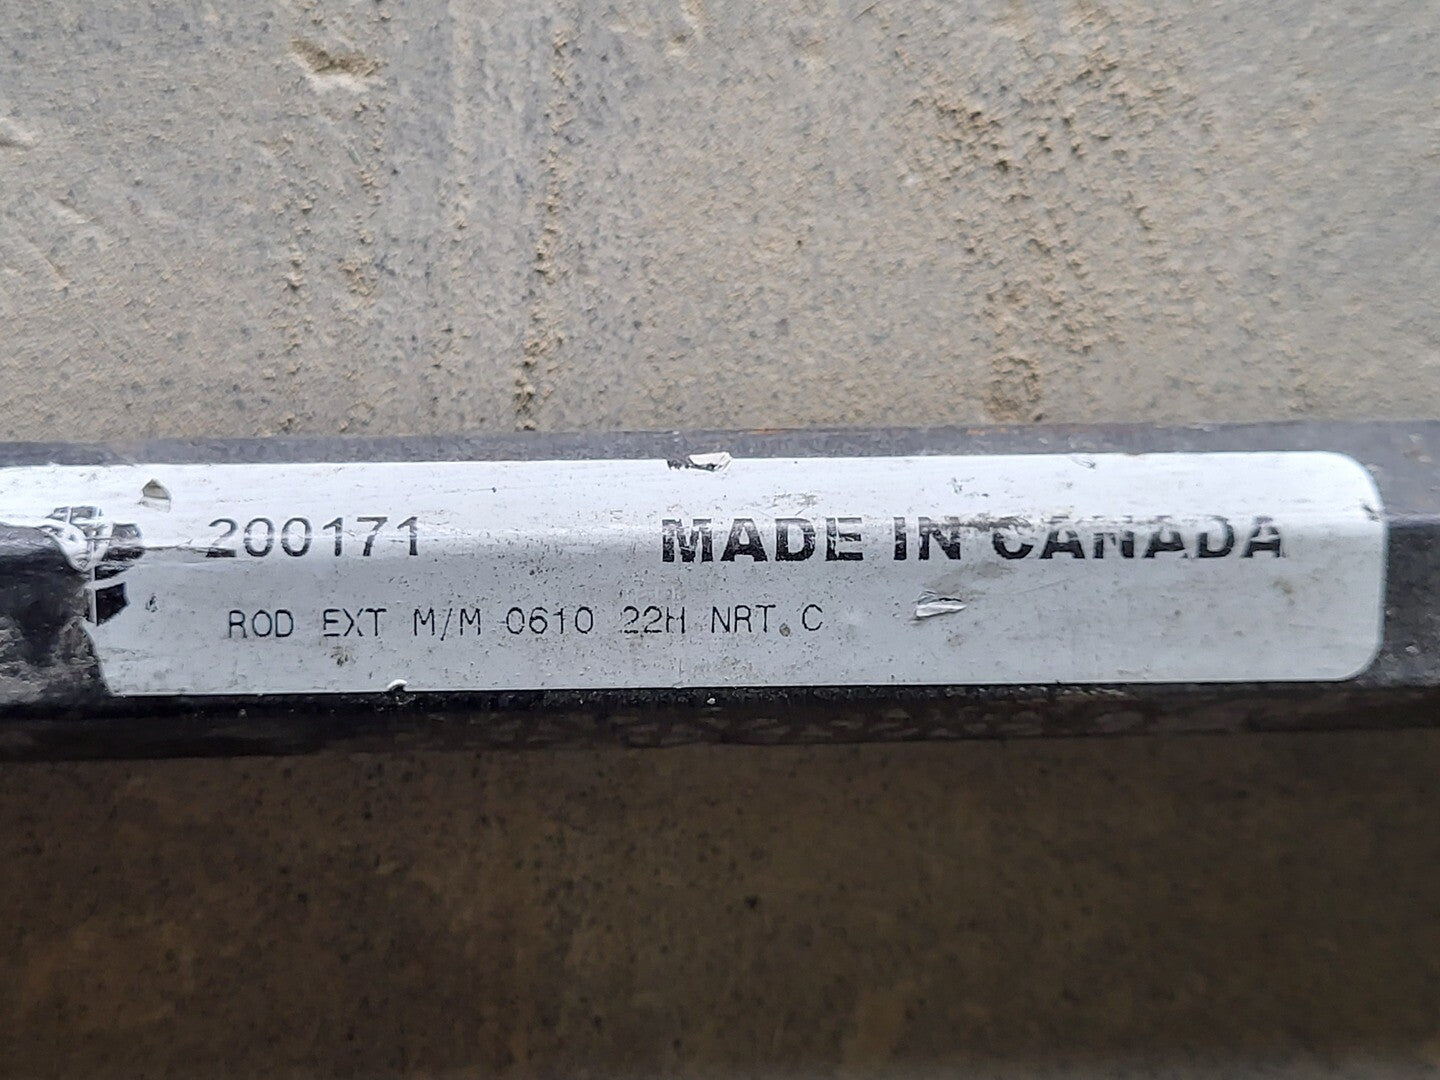 200171 MADE IN CANADA
ROD EXT M/M 0610 22H NRT.C